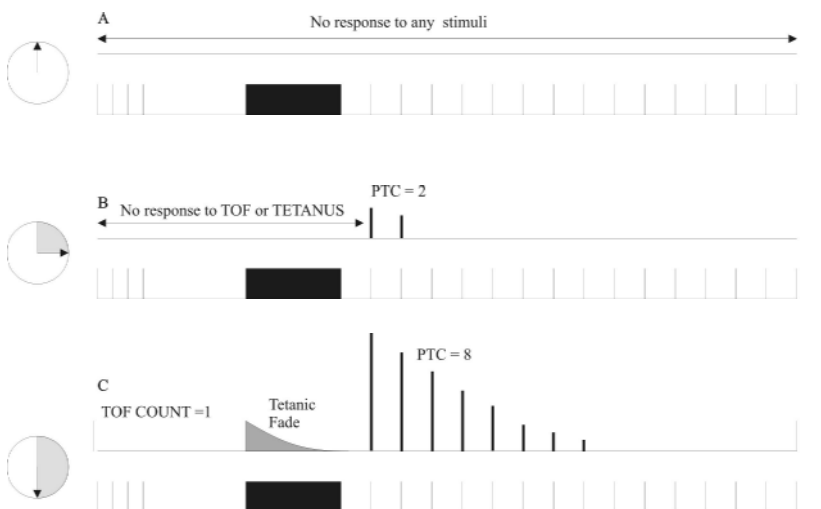 A
No response to any stimuli
B
No response to TOF or TETANUS
PTC = 2
C
TOF COUNT =1
Tetanic
Fade
PTC = 8